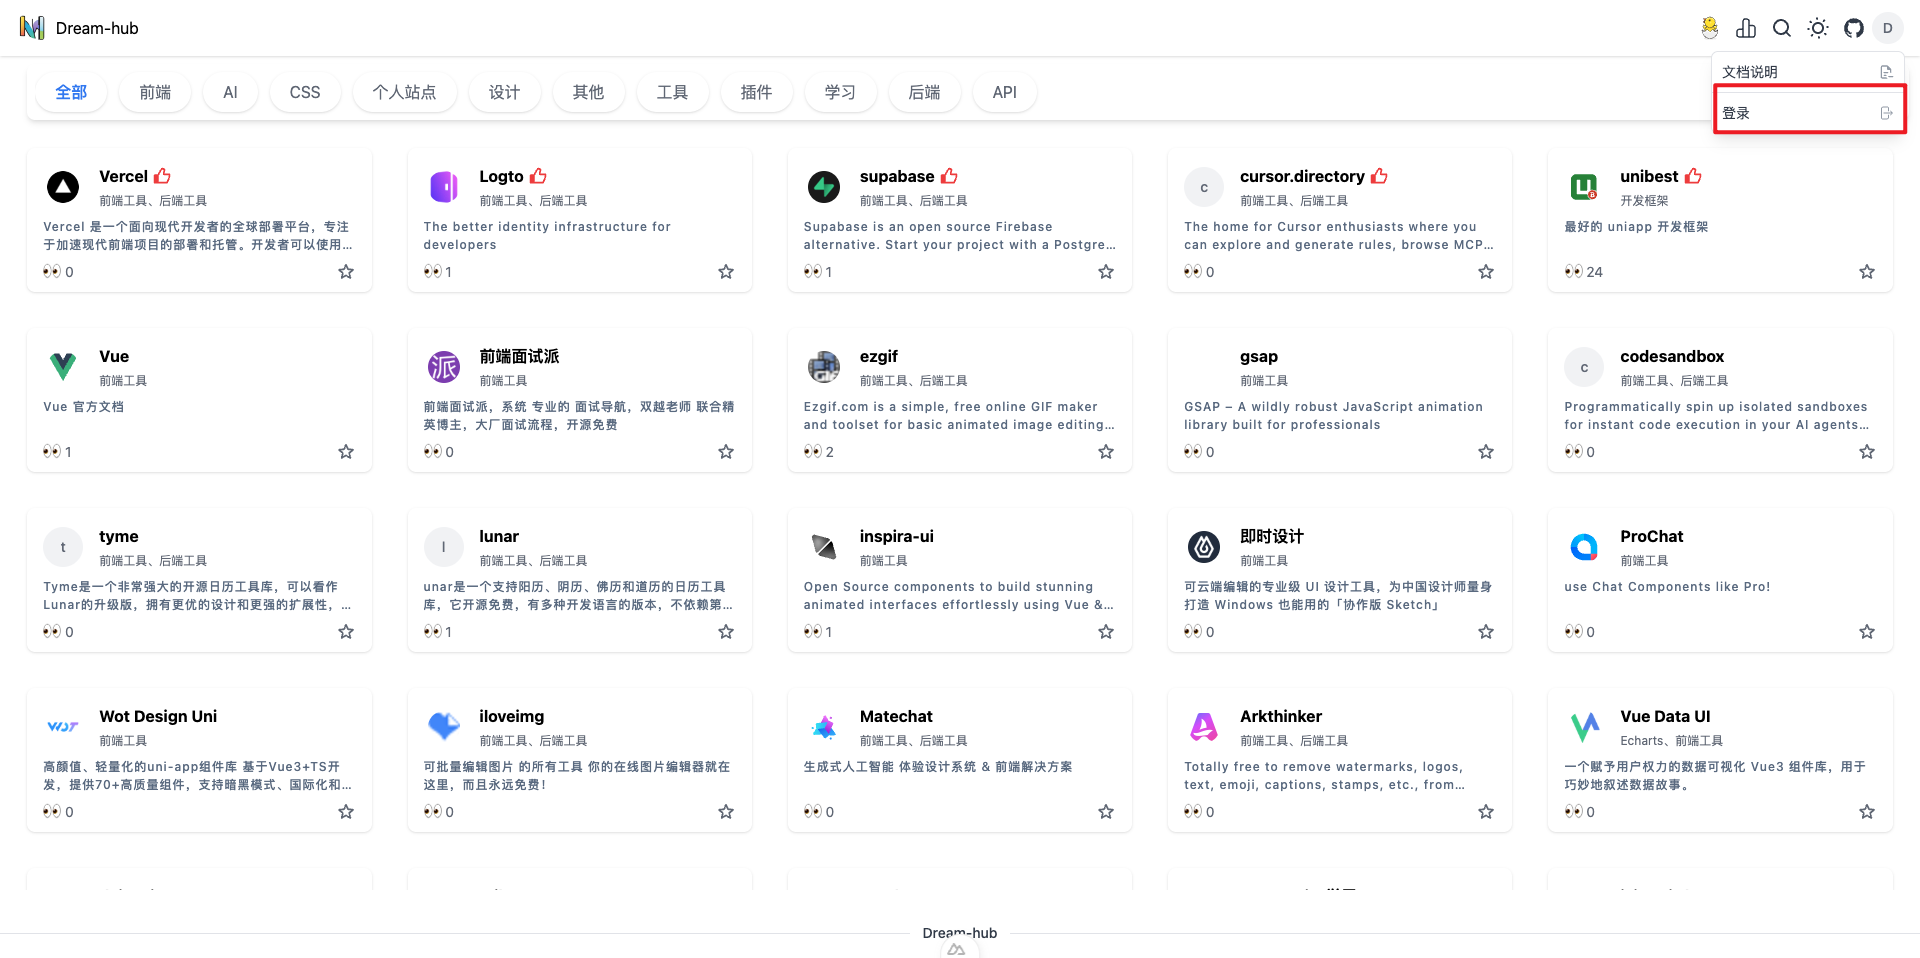 Dream-hub
D
文档说明
登录
全部
前端
AI
CSS
个人站点
设计
其他
工具
插件
学习
后端
API
Vercel
前端工具、后端工具
Vercel 是一个面向现代开发者的全球部署平台，专注
于加速现代前端项目的部署和托管。开发者可以使用...
0
Logto
前端工具、后端工具
The better identity infrastructure for
developers
1
supabase
前端工具、后端工具
Supabase is an open source Firebase
alternative. Start your project with a Postgre...
1
c
cursor.directory
前端工具、后端工具
The home for Cursor enthusiasts where you
can explore and generate rules, browse MCP...
0
unibest
开发框架
最好的 uniapp 开发框架
24
Vue
前端工具
Vue 官方文档
1
派
前端面试派
前端工具
前端面试派，系统 专业的 面试导航，双越老师 联合精
英博主，大厂面试流程，开源免费
0
ezgif
前端工具、后端工具
Ezgif.com is a simple, free online GIF maker
and toolset for basic animated image editing...
2
gsap
前端工具
GSAP – A wildly robust JavaScript animation
library built for professionals
0
c
codesandbox
前端工具、后端工具
Programmatically spin up isolated sandboxes
for instant code execution in your AI agents...
0
t
tyme
前端工具、后端工具
Tyme是一个非常强大的开源日历工具库，可以看作
Lunar的升级版，拥有更优的设计和更强的扩展性，...
0
l
lunar
前端工具、后端工具
unar是一个支持阳历、阴历、佛历和道历的日历工具
库，它开源免费，有多种开发语言的版本，不依赖第...
1
inspira-ui
前端工具
Open Source components to build stunning
animated interfaces effortlessly using Vue &...
1
即时设计
前端工具
可云端编辑的专业级 UI 设计工具，为中国设计师量身
打造 Windows 也能用的「协作版 Sketch」
0
ProChat
前端工具
use Chat Components like Pro!
0
WOT
Wot Design Uni
前端工具
高颜值、轻量化的uni-app组件库 基于Vue3+TS开
发，提供70+高质量组件，支持暗黑模式、国际化和...
0
iloveimg
前端工具、后端工具
可批量编辑图片 的所有工具 你的在线图片编辑器就在
这里，而且永远免费！
0
Matechat
前端工具、后端工具
生成式人工智能 体验设计系统 & 前端解决方案
0
Arkthinker
前端工具、后端工具
Totally free to remove watermarks, logos,
text, emoji, captions, stamps, etc., from...
0
Vue Data UI
Echarts、前端工具
一个赋予用户权力的数据可视化 Vue3 组件库，用于
巧妙地叙述数据故事。
0
Dream-hub